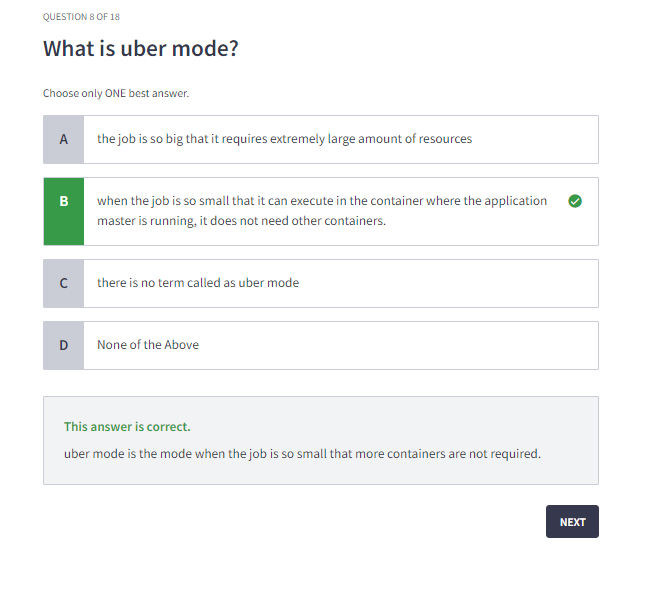 QUESTION 8 OF 18
What is uber mode?
Choose only ONE best answer.
A the job is so big that it requires extremely large amount of resources
B when the job is so small that it can execute in the container where the application
master is running, it does not need other containers.
C there is no term called as uber mode
D None of the Above
This answer is correct.
uber mode is the mode when the job is so small that more containers are not required.
NEXT